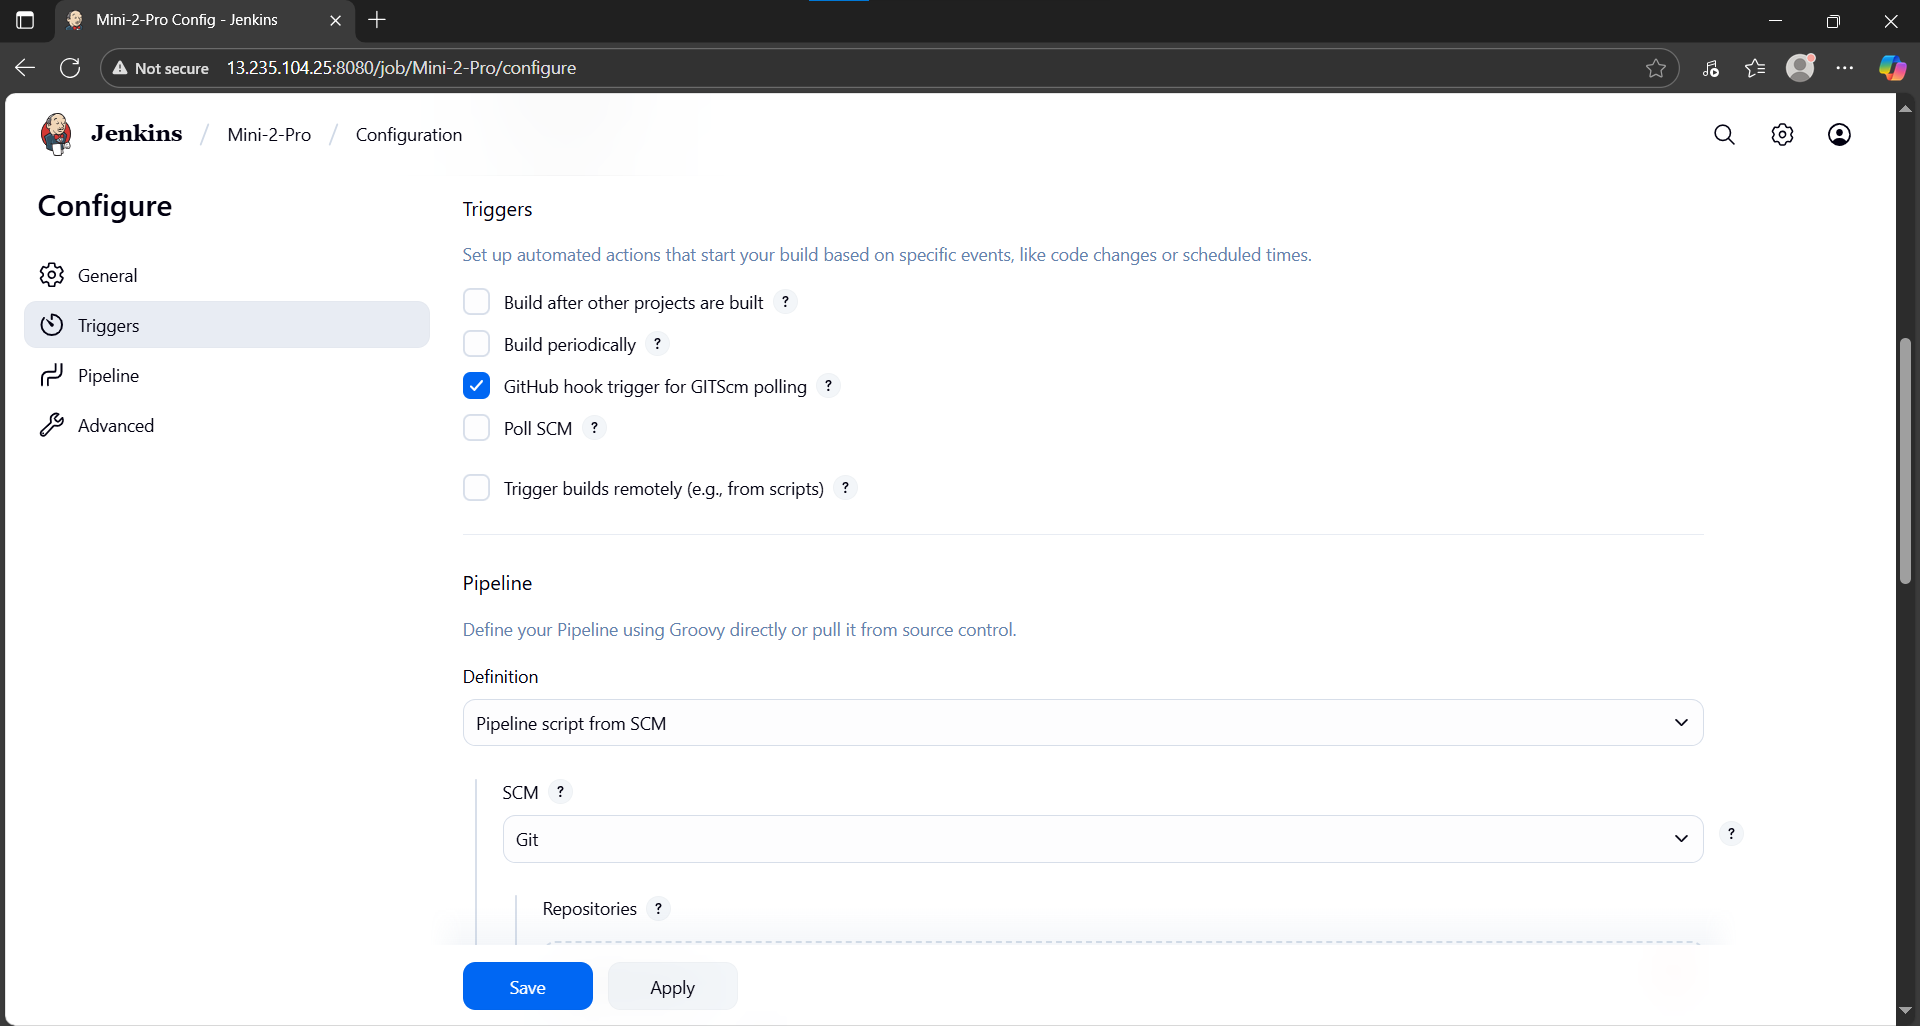 Mini-2-Pro Config - Jenkins
Not secure 13.235.104.25:8080/job/Mini-2-Pro/configure
Jenkins / Mini-2-Pro / Configuration
Configure
General
Triggers
Pipeline
Advanced
Triggers
Set up automated actions that start your build based on specific events, like code changes or scheduled times.
Build after other projects are built ?
Build periodically ?
GitHub hook trigger for GITScm polling ?
Poll SCM ?
Trigger builds remotely (e.g., from scripts) ?
Pipeline
Define your Pipeline using Groovy directly or pull it from source control.
Definition
Pipeline script from SCM
SCM ?
Git ?
Repositories ?
Save Apply